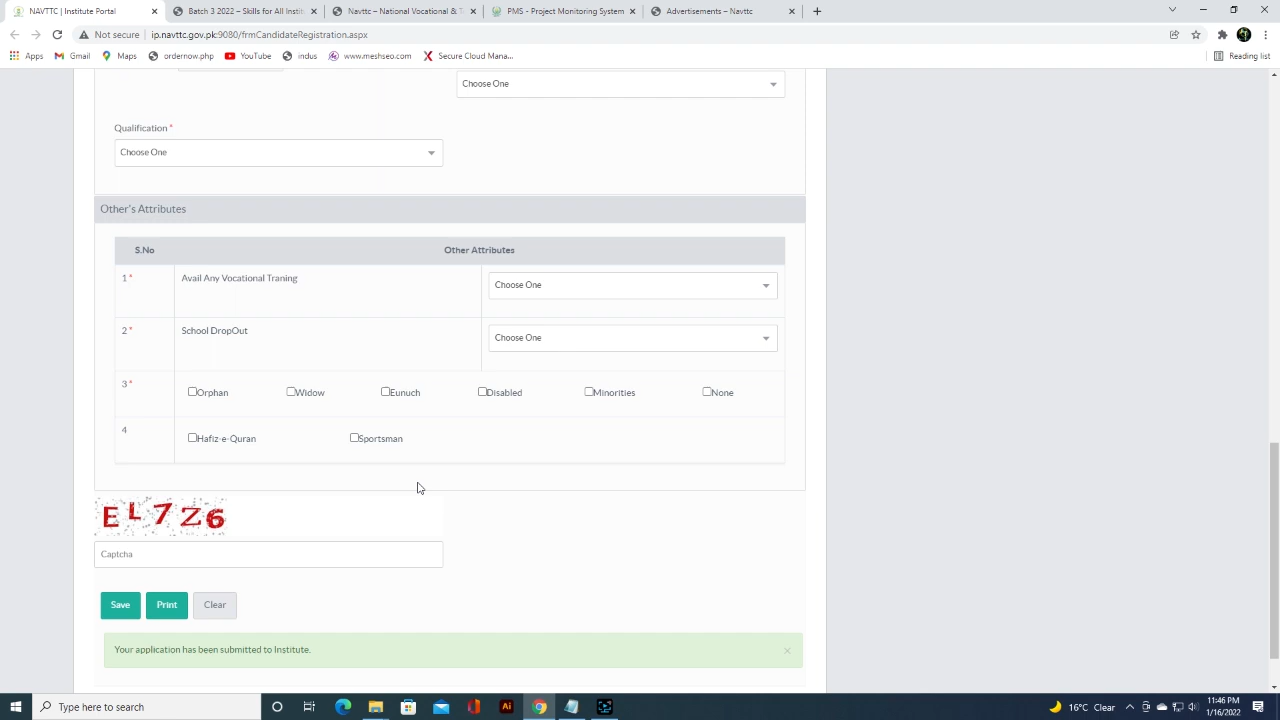 NAVTTC | Candidate Registration
Batch 3 2022 – Skills for All Instit
Navttc – National Vocational & T
PMS - Project Monitoring System
Advertisements – Navttc
Not secure | ip.navttc.gov.pk:9080/frmCandidateRegistration.aspx
Apps
Gmail
Maps
ordernow.php
YouTube
indus
www.meshseo.com
Secure Cloud Mana...
Reading list
Choose One
Qualification *
Choose One
Other's Attributes
S.No Other Attributes
1 * Avail Any Vocational Traning Choose One
2 * School DropOut Choose One
3 * Orphan Widow Eunuch Disabled Minorities None
4 Hafiz-e-Quran Sportsman
E L 7 Z 6
Captcha
Save Print Clear
Your application has been submitted to Institute. ×
Type here to search
16°C Clear
11:46 PM
1/16/2022